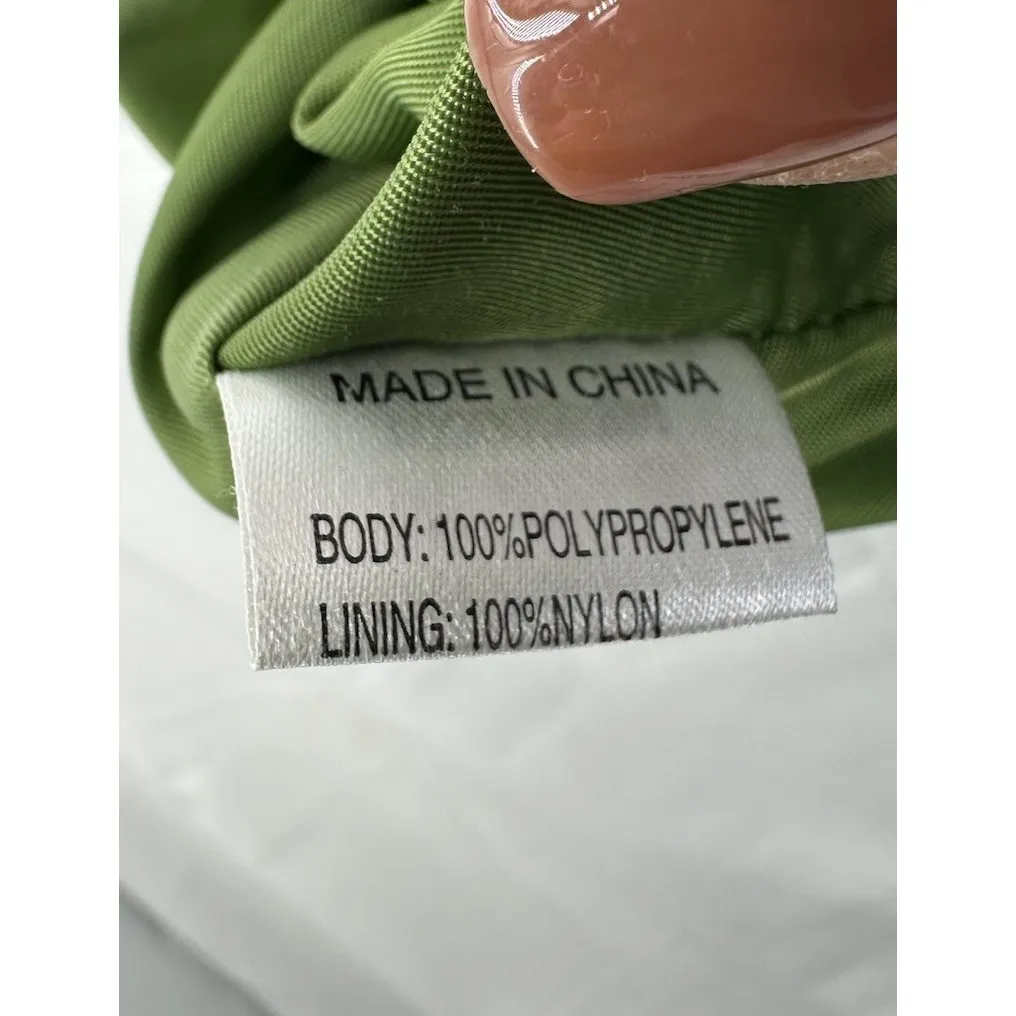 MADE IN CHINA
BODY: 100%POLYPROPYLENE
LINING: 100%NYLON